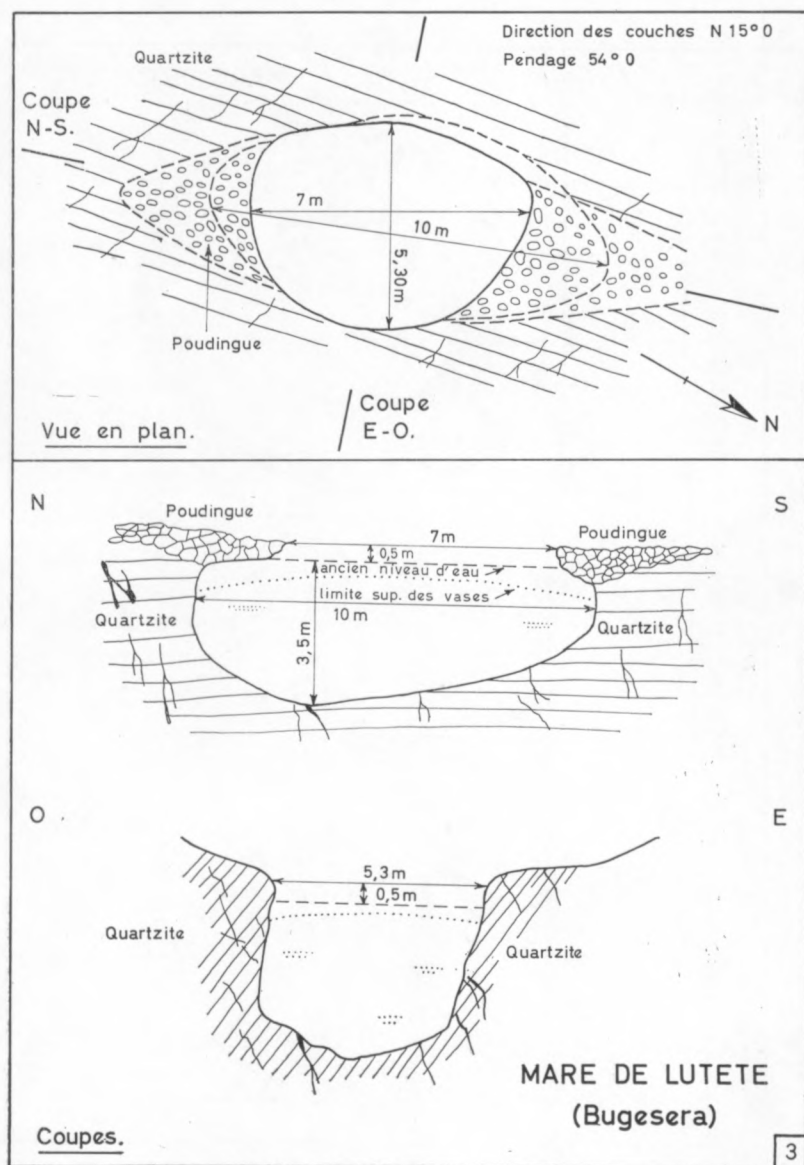 Direction des couches N 15° O
Pendage 54° O
Quartzite
Coupe
N-S.
7 m
10 m
5,30m
Poudingue
Coupe
E-O.
N
Vue en plan.
N
S
Poudingue
7m
Poudingue
0,5 m
ancien niveau d'eau
limite sup. des vases
10 m
Quartzite
Quartzite
3,5m
O
E
5,3m
0,5m
Quartzite
Quartzite
MARE DE LUTETE
(Bugesera)
Coupes.
3